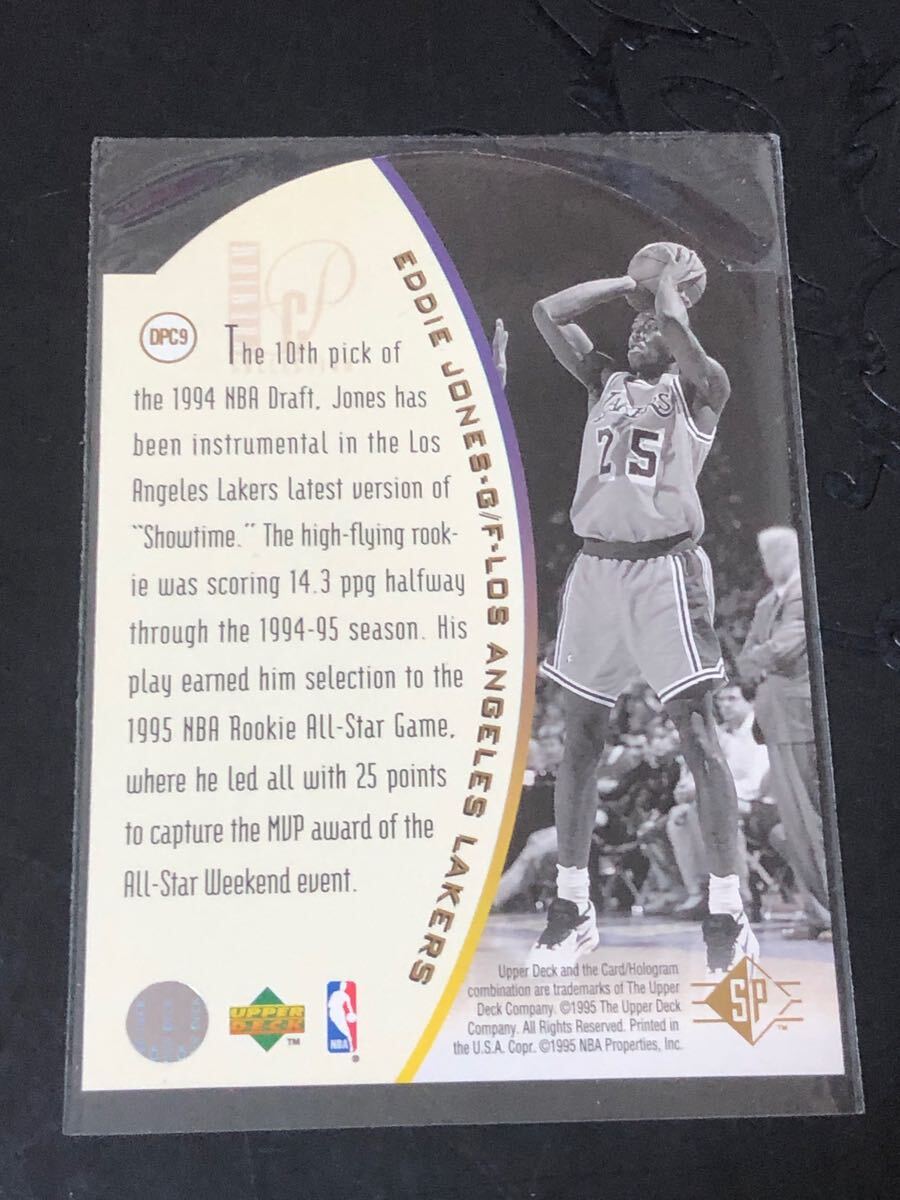 DPC9
The 10th pick of
the 1994 NBA Draft, Jones has
been instrumental in the Los
Angeles Lakers latest version of
"Showtime." The high-flying rook-
ie was scoring 14.3 ppg halfway
through the 1994-95 season. His
play earned him selection to the
1995 NBA Rookie All-Star Game,
where he led all with 25 points
to capture the MVP award of the
All-Star Weekend event.
EDDIE JONES·G/F·LOS ANGELES LAKERS
LAKERS
25
UPPER
DECK
TM
NBA
®
Upper Deck and the Card/Hologram
combination are trademarks of The Upper
Deck Company. ©1995 The Upper Deck
Company. All Rights Reserved. Printed in
the U.S.A. Copr. ©1995 NBA Properties, Inc.
SP
TM